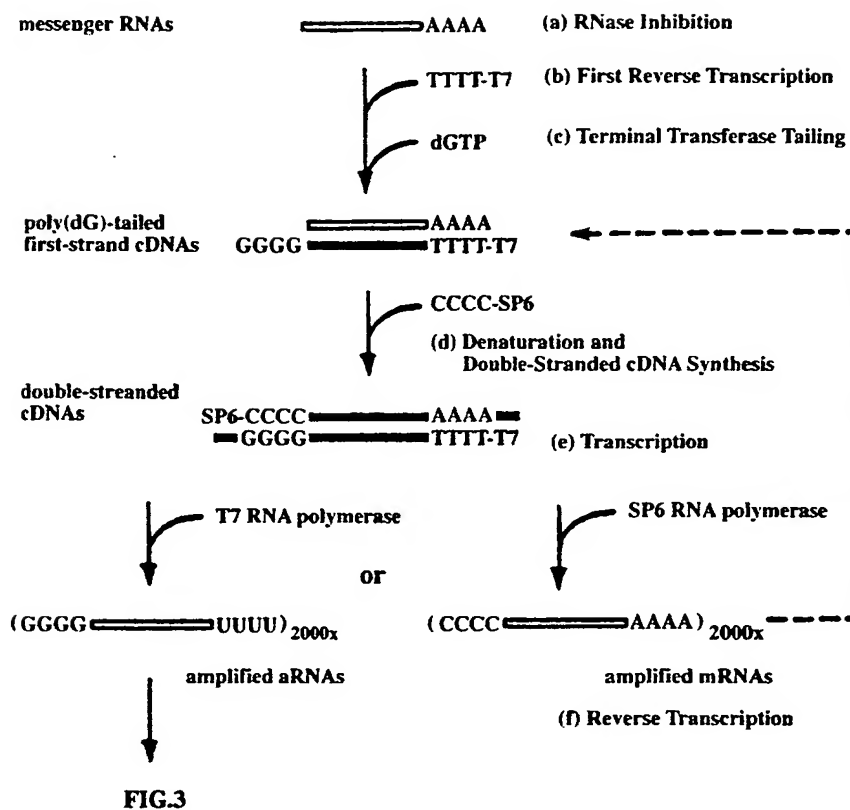 messenger RNAs
AAAA
(a) RNase Inhibition
TTTT-T7
(b) First Reverse Transcription
dGTP
(c) Terminal Transferase Tailing
poly(dG)-tailed
first-strand cDNAs
AAAA
GGGG
TTTT-T7
CCCC-SP6
(d) Denaturation and
Double-Stranded cDNA Synthesis
double-streanded
cDNAs
SP6-CCCC
AAAA
GGGG
TTTT-T7
(e) Transcription
T7 RNA polymerase
SP6 RNA polymerase
or
(GGGG
UUUU)2000x
(CCCC
AAAA)2000x
amplified aRNAs
amplified mRNAs
(f) Reverse Transcription
FIG.3